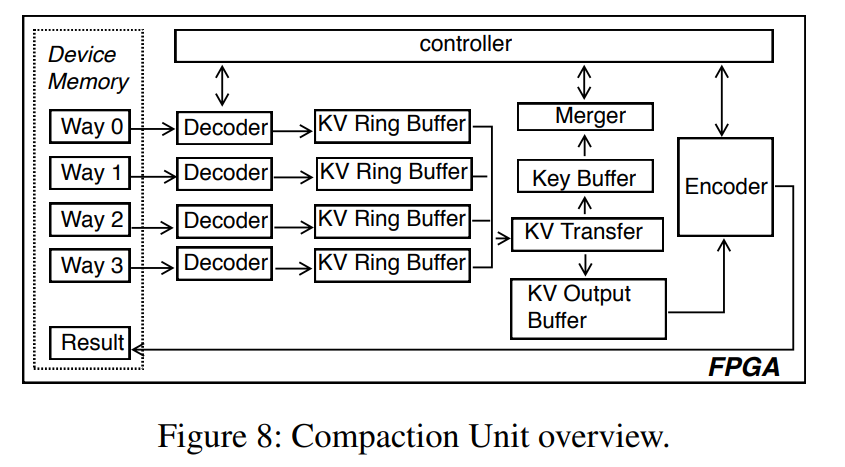 controller
Device
Memory
Way 0
Decoder
KV Ring Buffer
Merger
Way 1
Decoder
KV Ring Buffer
Key Buffer
Encoder
Way 2
Decoder
KV Ring Buffer
KV Transfer
Way 3
Decoder
KV Ring Buffer
KV Output
Buffer
Result
FPGA
Figure 8: Compaction Unit overview.